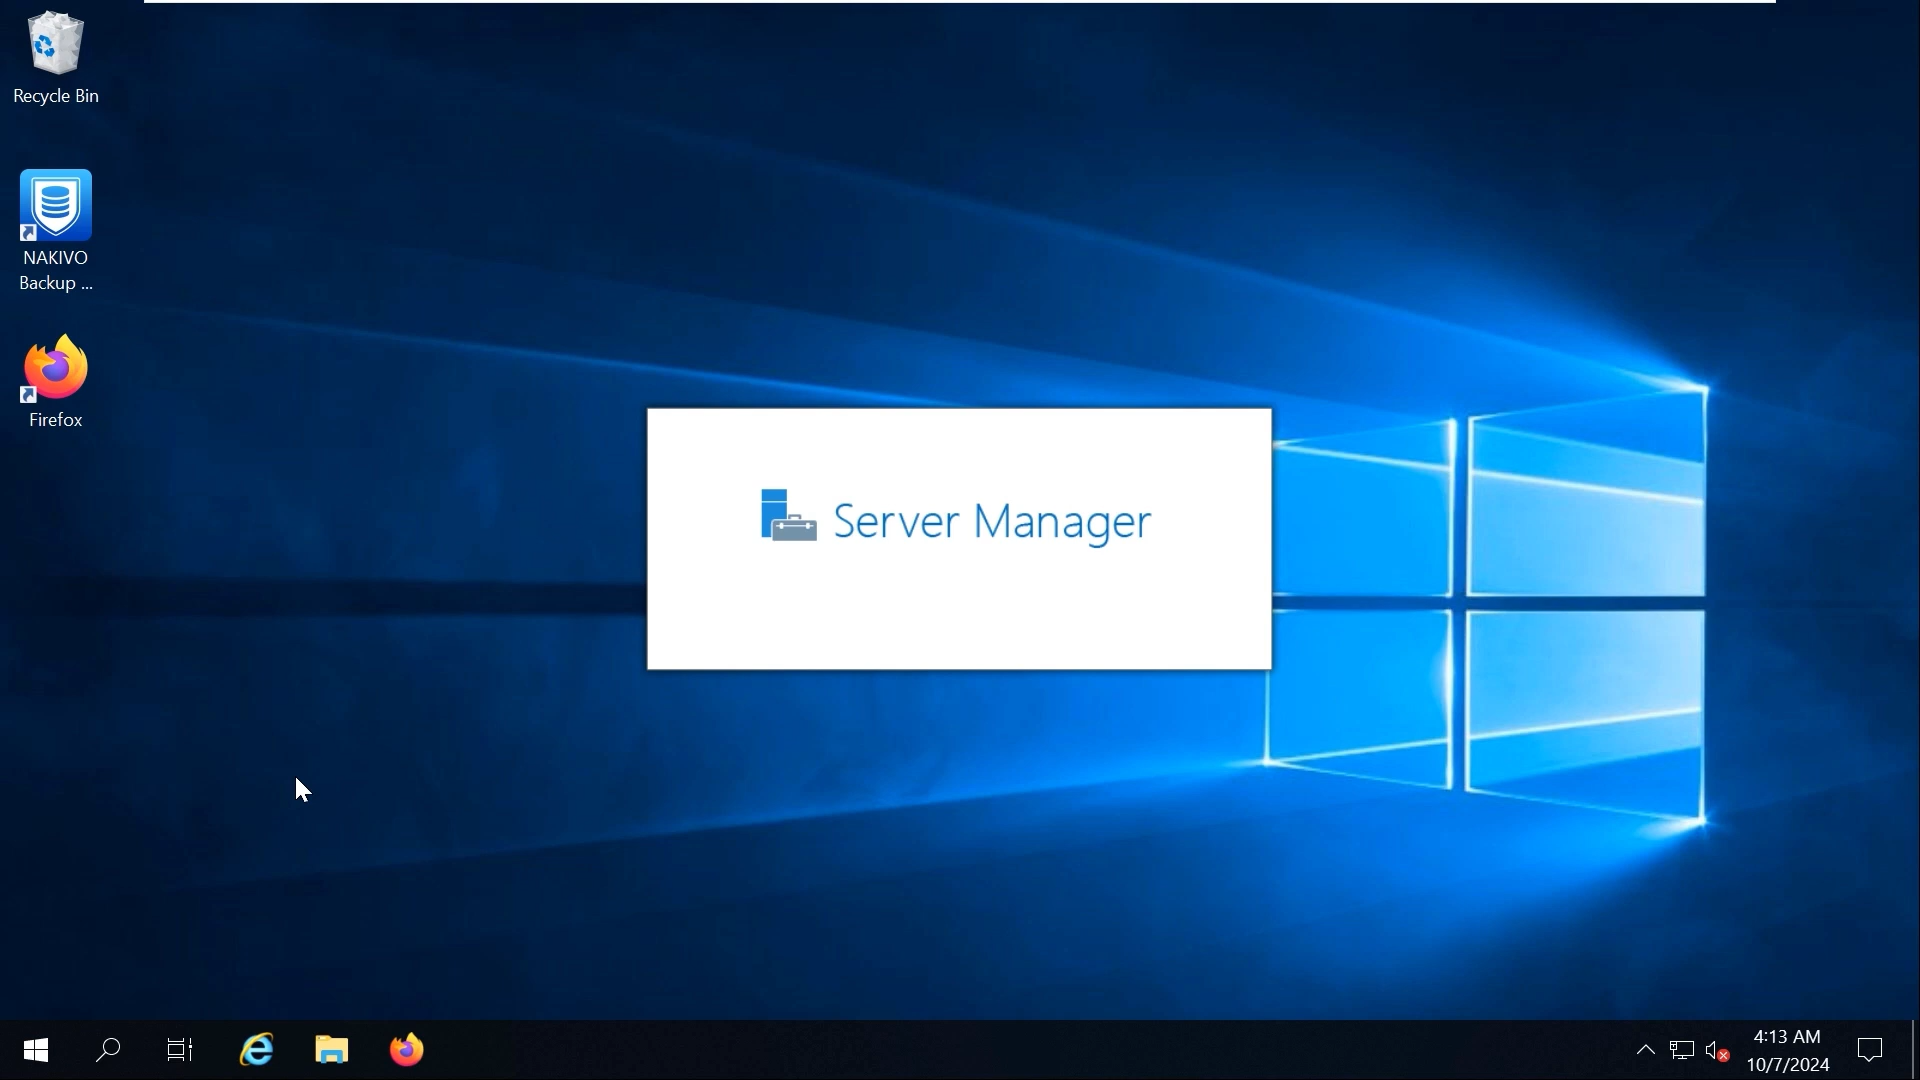 Recycle Bin
NAKIVO
Backup ...
Firefox
Server Manager
4:13 AM
10/7/2024